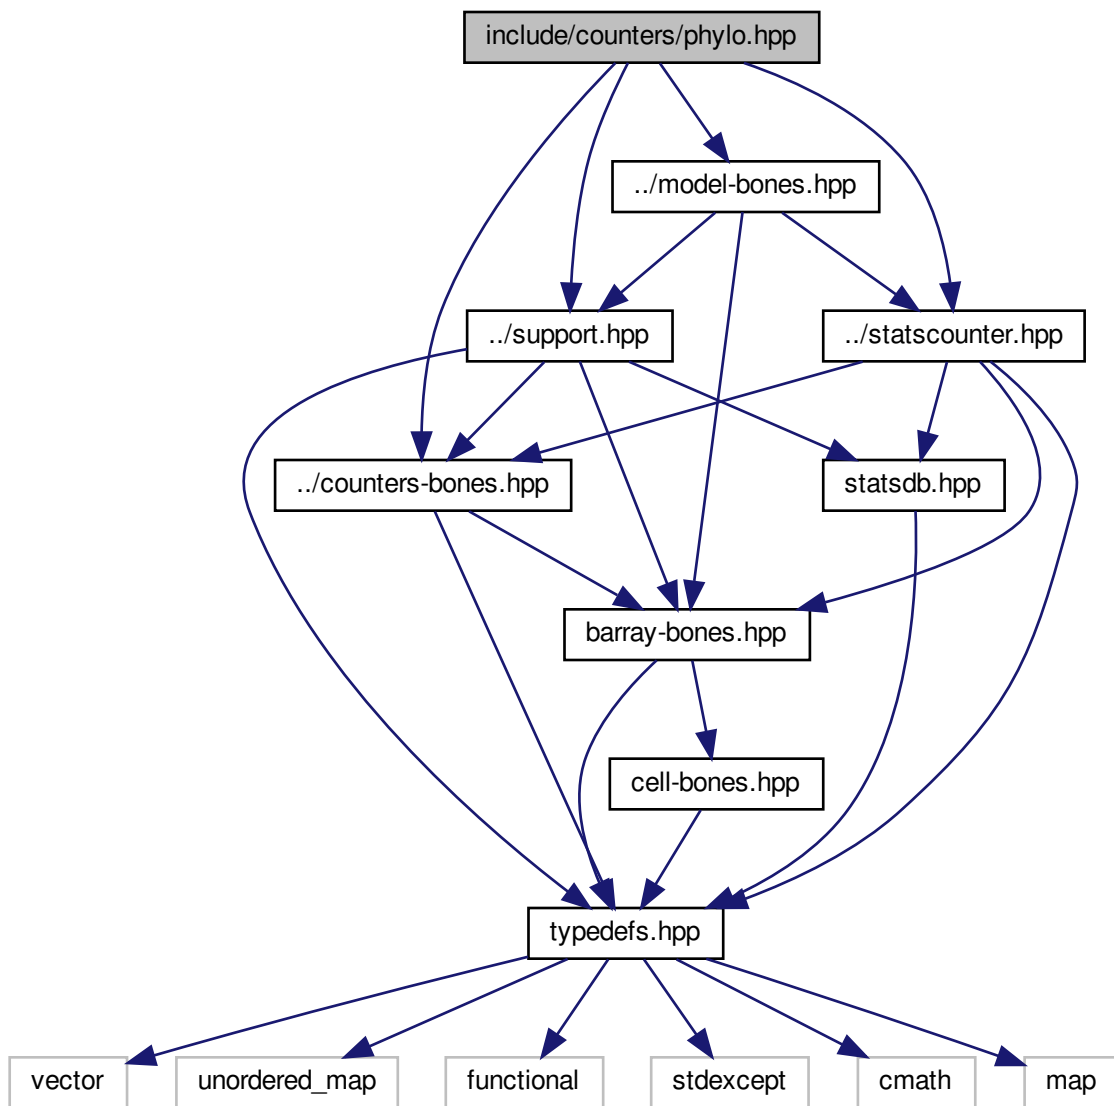 include/counters/phylo.hpp
../model-bones.hpp
../support.hpp
../statscounter.hpp
../counters-bones.hpp
statsdb.hpp
barray-bones.hpp
cell-bones.hpp
typedefs.hpp
vector
unordered_map
functional
stdexcept
cmath
map